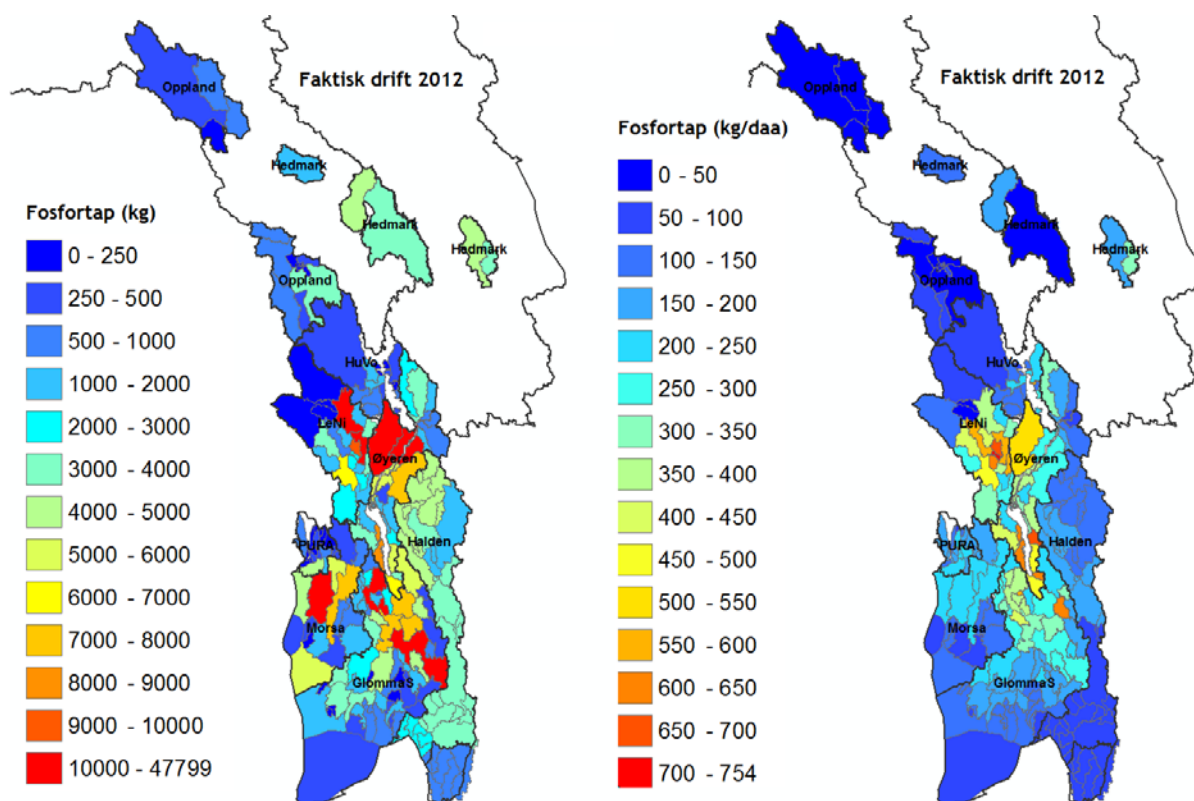 Faktisk drift 2012
Oppland
Hedmark
Hedmark
Hedmark
Oppland
HuVo
LeNi
Øyeren
PURA
Halden
Morsa
GlommaS
Fosfortap (kg)
0 - 250
250 - 500
500 - 1000
1000 - 2000
2000 - 3000
3000 - 4000
4000 - 5000
5000 - 6000
6000 - 7000
7000 - 8000
8000 - 9000
9000 - 10000
10000 - 47799
Faktisk drift 2012
Oppland
Hedmark
Hedmark
Hedmark
Oppland
HuVo
LeNi
Øyeren
PURA
Halden
Morsa
GlommaS
Fosfortap (kg/daa)
0 - 50
50 - 100
100 - 150
150 - 200
200 - 250
250 - 300
300 - 350
350 - 400
400 - 450
450 - 500
500 - 554
550 - 600
600 - 650
650 - 700
700 - 754